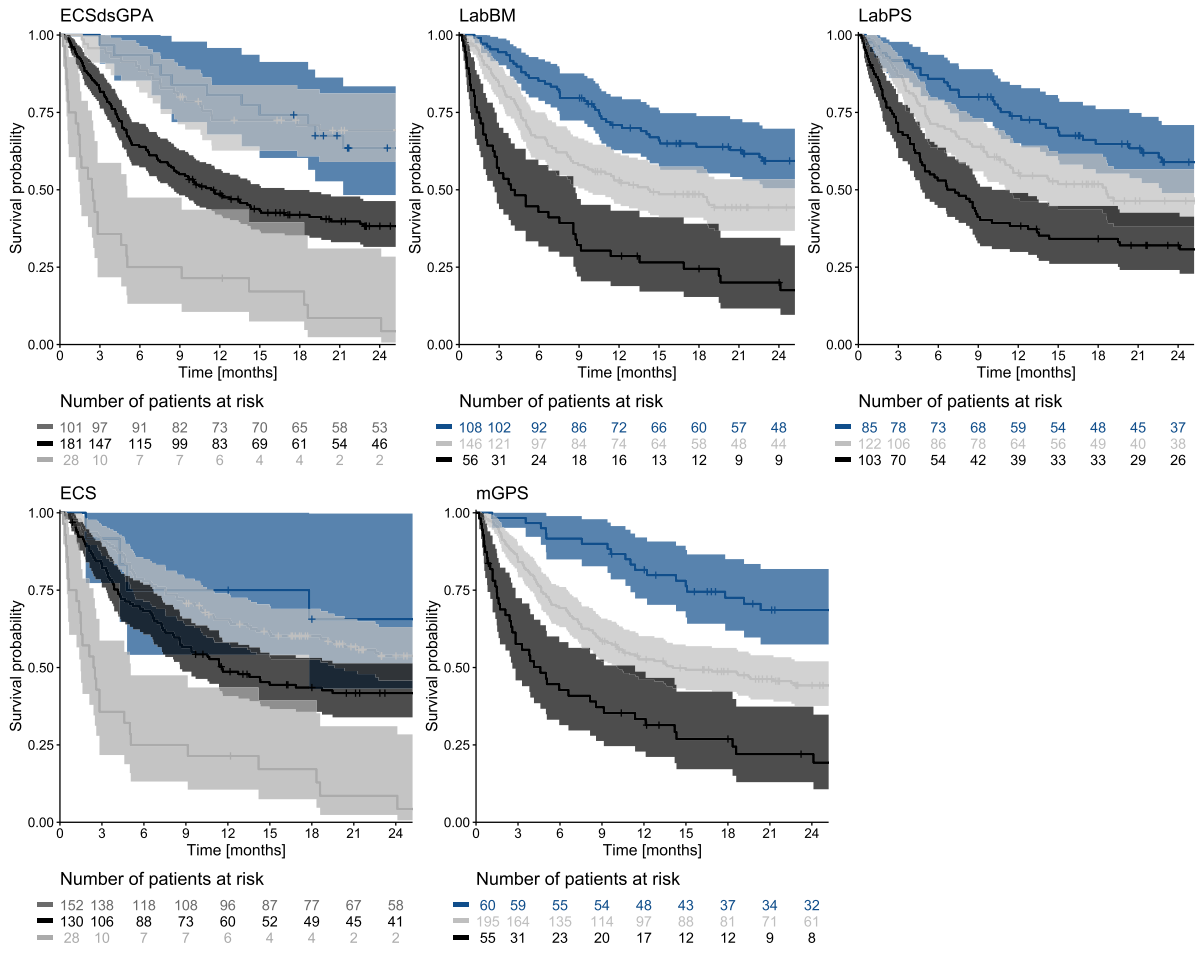 ECSdsGPA
LabBM
LabPS
1.00
0.75
0.50
0.25
0.00
Survival probability
0 3 6 9 12 15 18 21 24
Time [months]
1.00
0.75
0.50
0.25
0.00
Survival probability
0 3 6 9 12 15 18 21 24
Time [months]
1.00
0.75
0.50
0.25
0.00
Survival probability
0 3 6 9 12 15 18 21 24
Time [months]
Number of patients at risk
101 97 91 82 73 70 65 58 53
181 147 115 99 83 69 61 54 46
28 10 7 7 6 4 4 2 2
Number of patients at risk
108 102 92 86 72 66 60 57 48
146 121 97 84 74 64 58 48 44
56 31 24 18 16 13 12 9 9
Number of patients at risk
85 78 73 68 59 54 48 45 37
122 106 86 78 64 56 49 40 38
103 70 54 42 39 33 33 29 26
ECS
mGPS
1.00
0.75
0.50
0.25
0.00
Survival probability
0 3 6 9 12 15 18 21 24
Time [months]
1.00
0.75
0.50
0.25
0.00
Survival probability
0 3 6 9 12 15 18 21 24
Time [months]
Number of patients at risk
152 138 118 108 96 87 77 67 58
130 106 88 73 60 52 49 45 41
28 10 7 7 6 4 4 2 2
Number of patients at risk
60 59 55 54 48 43 37 34 32
195 164 135 114 97 88 81 71 61
55 31 23 20 17 12 12 9 8